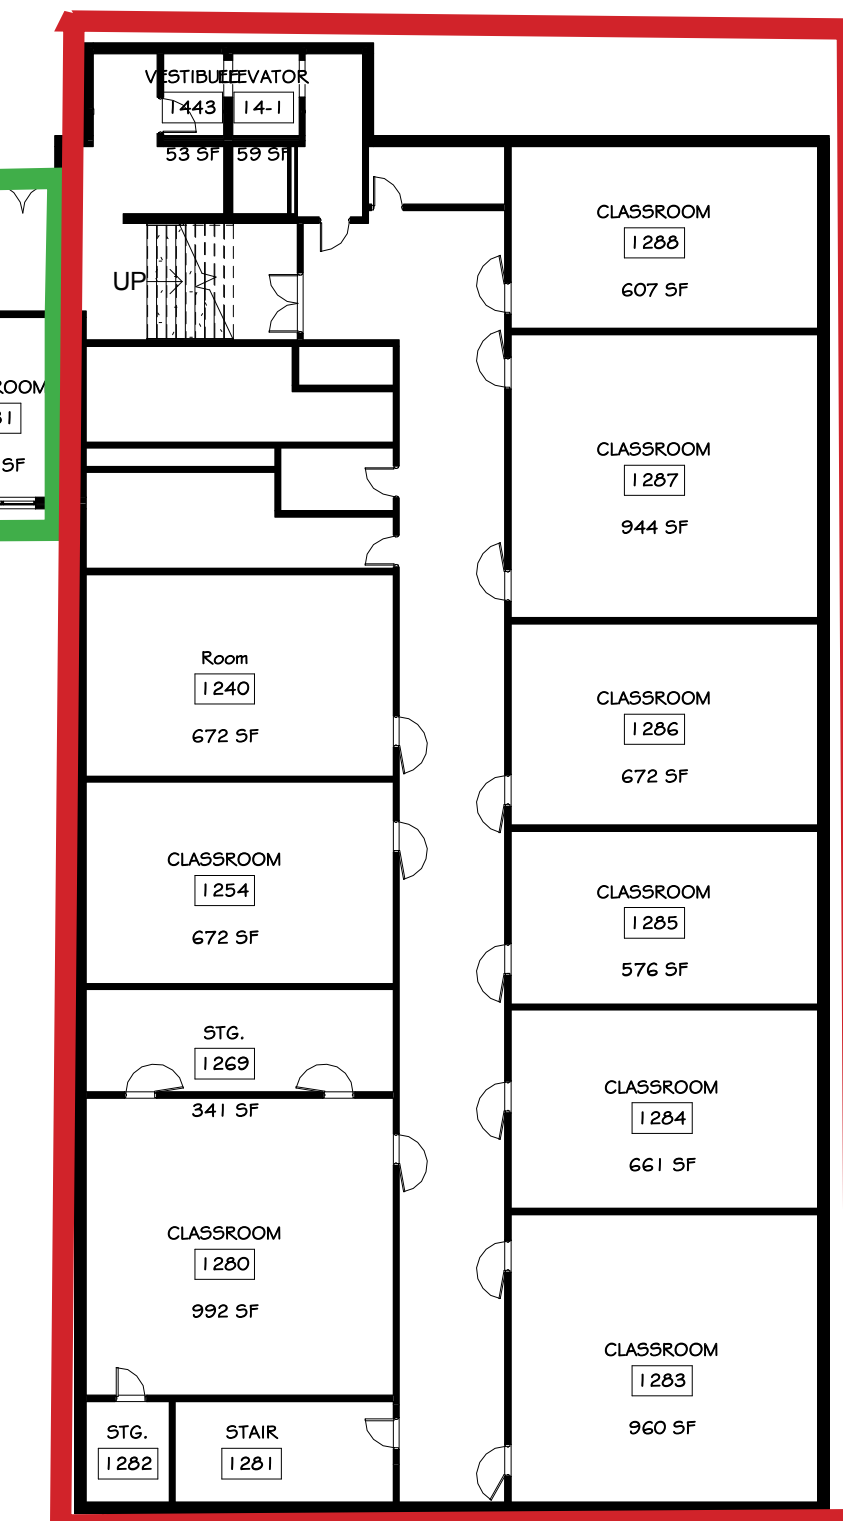 VESTIBULE
1443
53 SF
ELEVATOR
14-1
59 SF
UP
CLASSROOM
1288
607 SF
CLASSROOM
1287
944 SF
SF
Room
1240
672 SF
CLASSROOM
1286
672 SF
CLASSROOM
1254
672 SF
CLASSROOM
1285
576 SF
STG.
1269
341 SF
CLASSROOM
1284
661 SF
CLASSROOM
1280
992 SF
CLASSROOM
1283
960 SF
STG.
1282
STAIR
1281